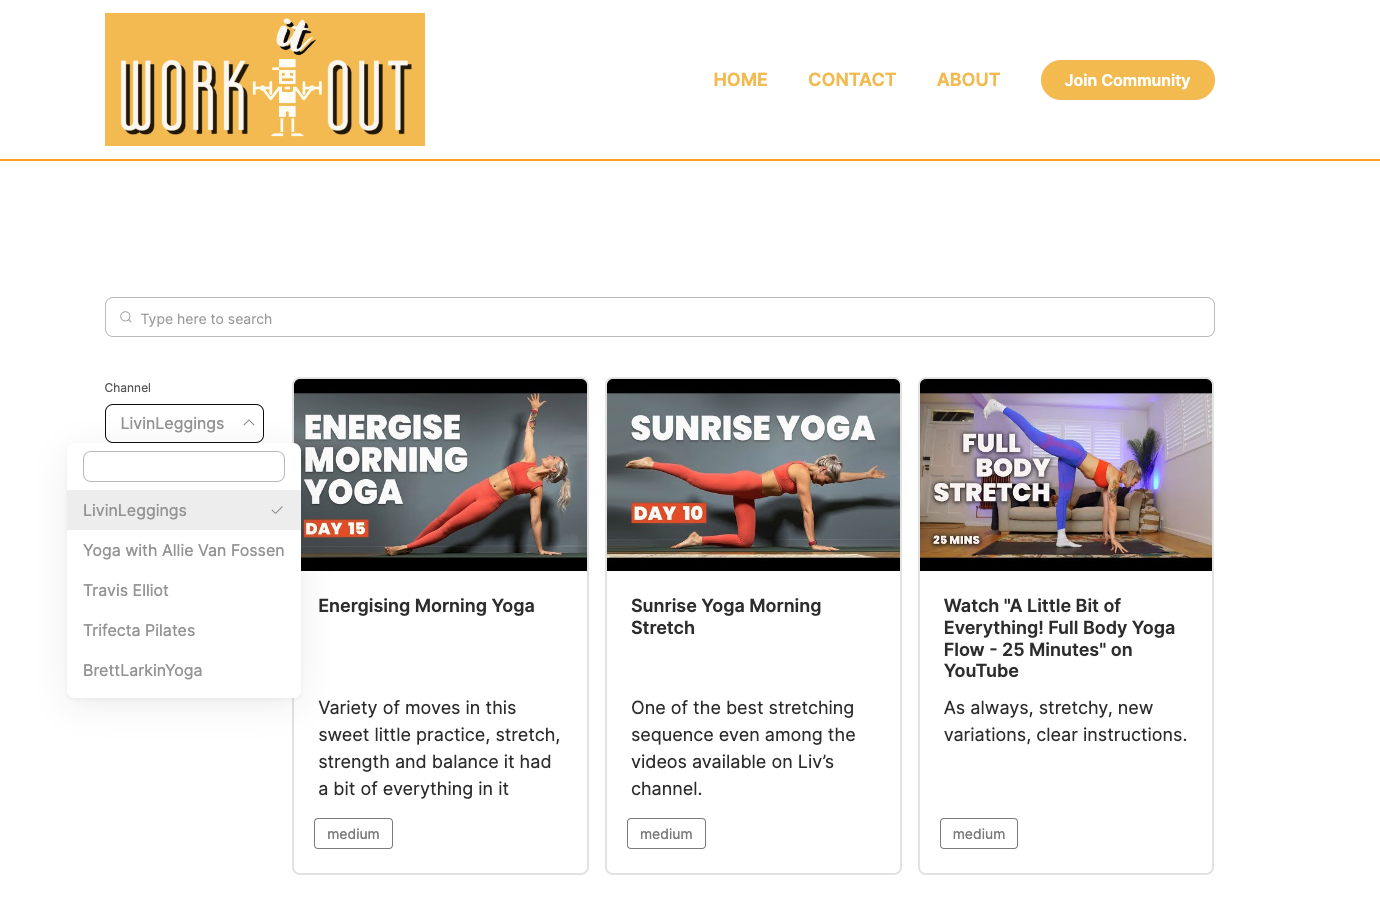 it
WORK OUT
HOME
CONTACT
ABOUT
Join Community
Type here to search
Channel
LivinLeggings
LivinLeggings
Yoga with Allie Van Fossen
Travis Elliot
Trifecta Pilates
BrettLarkinYoga
ENERGISE
MORNING
YOGA
DAY 15
Energising Morning Yoga
Variety of moves in this
sweet little practice, stretch,
strength and balance it had
a bit of everything in it
medium
SUNRISE YOGA
DAY 10
Sunrise Yoga Morning
Stretch
One of the best stretching
sequence even among the
videos available on Liv’s
channel.
medium
FULL
BODY
STRETCH
25 MINS
Watch "A Little Bit of
Everything! Full Body Yoga
Flow - 25 Minutes" on
YouTube
As always, stretchy, new
variations, clear instructions.
medium